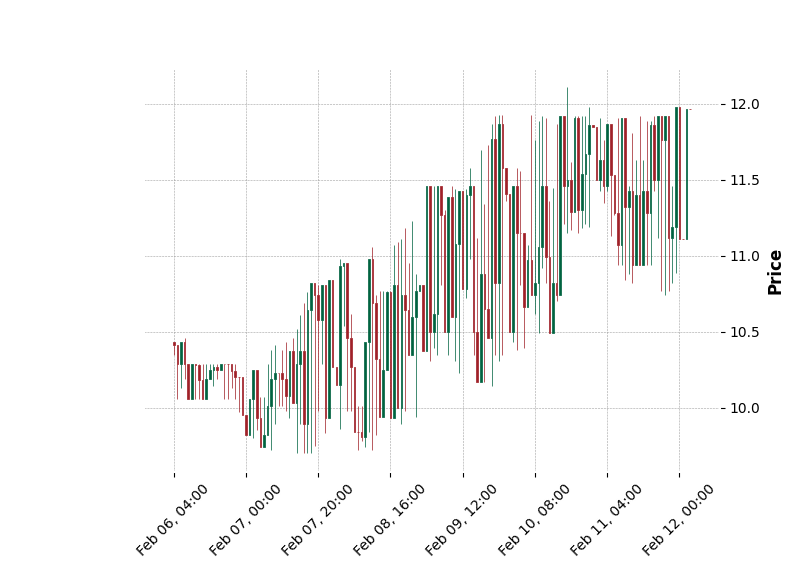 12.0
11.5
11.0
10.5
10.0
Price
Feb 06, 04:00
Feb 07, 00:00
Feb 07, 20:00
Feb 08, 16:00
Feb 09, 12:00
Feb 10, 08:00
Feb 11, 04:00
Feb 12, 00:00